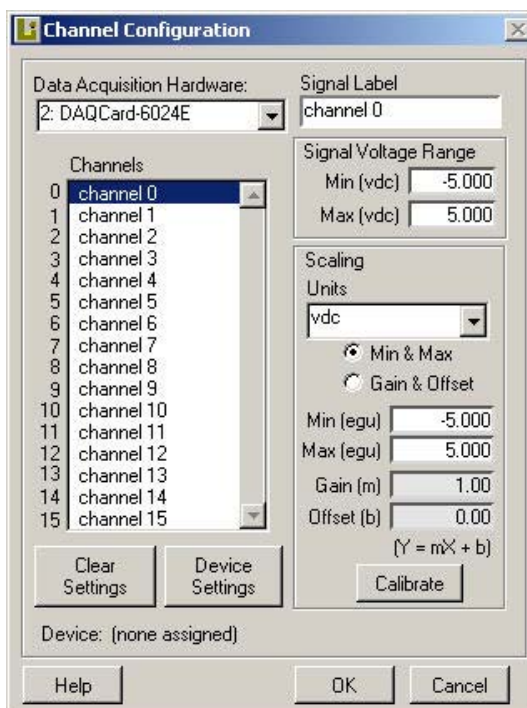 Channel Configuration
Data Acquisition Hardware:
2: DAQCard-6024E
Signal Label
channel 0
Channels
0 channel 0
1 channel 1
2 channel 2
3 channel 3
4 channel 4
5 channel 5
6 channel 6
7 channel 7
8 channel 8
9 channel 9
10 channel 10
11 channel 11
12 channel 12
13 channel 13
14 channel 14
15 channel 15
Signal Voltage Range
Min (vdc) -5.000
Max (vdc) 5.000
Scaling
Units
vdc
Min & Max
Gain & Offset
Min (egu) -5.000
Max (egu) 5.000
Gain (m) 1.00
Offset (b) 0.00
(Y = mX + b)
Calibrate
Clear
Settings
Device
Settings
Device: (none assigned)
Help
OK
Cancel